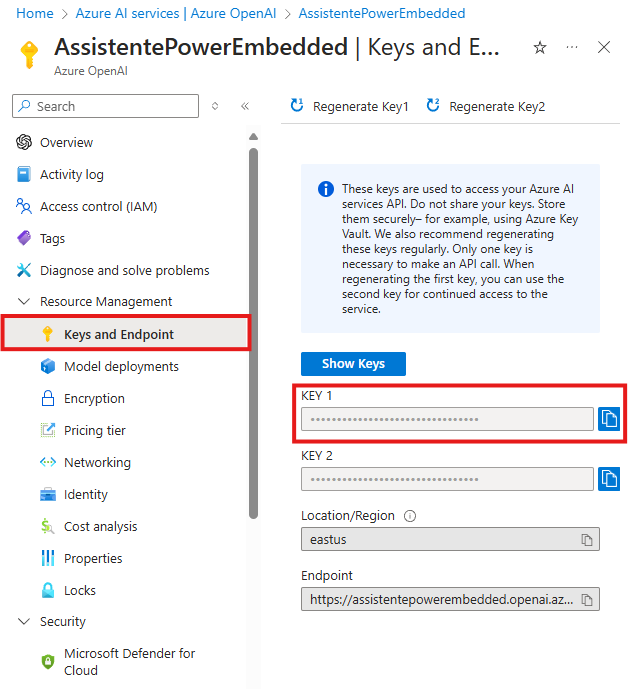 Home > Azure AI services | Azure OpenAI > AssistentePowerEmbedded
AssistentePowerEmbedded | Keys and E...
Azure OpenAI
Search
Regenerate Key1
Regenerate Key2
Overview
Activity log
Access control (IAM)
Tags
Diagnose and solve problems
Resource Management
Keys and Endpoint
Model deployments
Encryption
Pricing tier
Networking
Identity
Cost analysis
Properties
Locks
Security
Microsoft Defender for
Cloud
These keys are used to access your Azure AI
services API. Do not share your keys. Store
them securely– for example, using Azure Key
Vault. We also recommend regenerating
these keys regularly. Only one key is
necessary to make an API call. When
regenerating the first key, you can use the
second key for continued access to the
service.
Show Keys
KEY 1
••••••••••••••••••••••••••••••••
KEY 2
••••••••••••••••••••••••••••••••
Location/Region
eastus
Endpoint
https://assistentepowerembedded.openai.az...